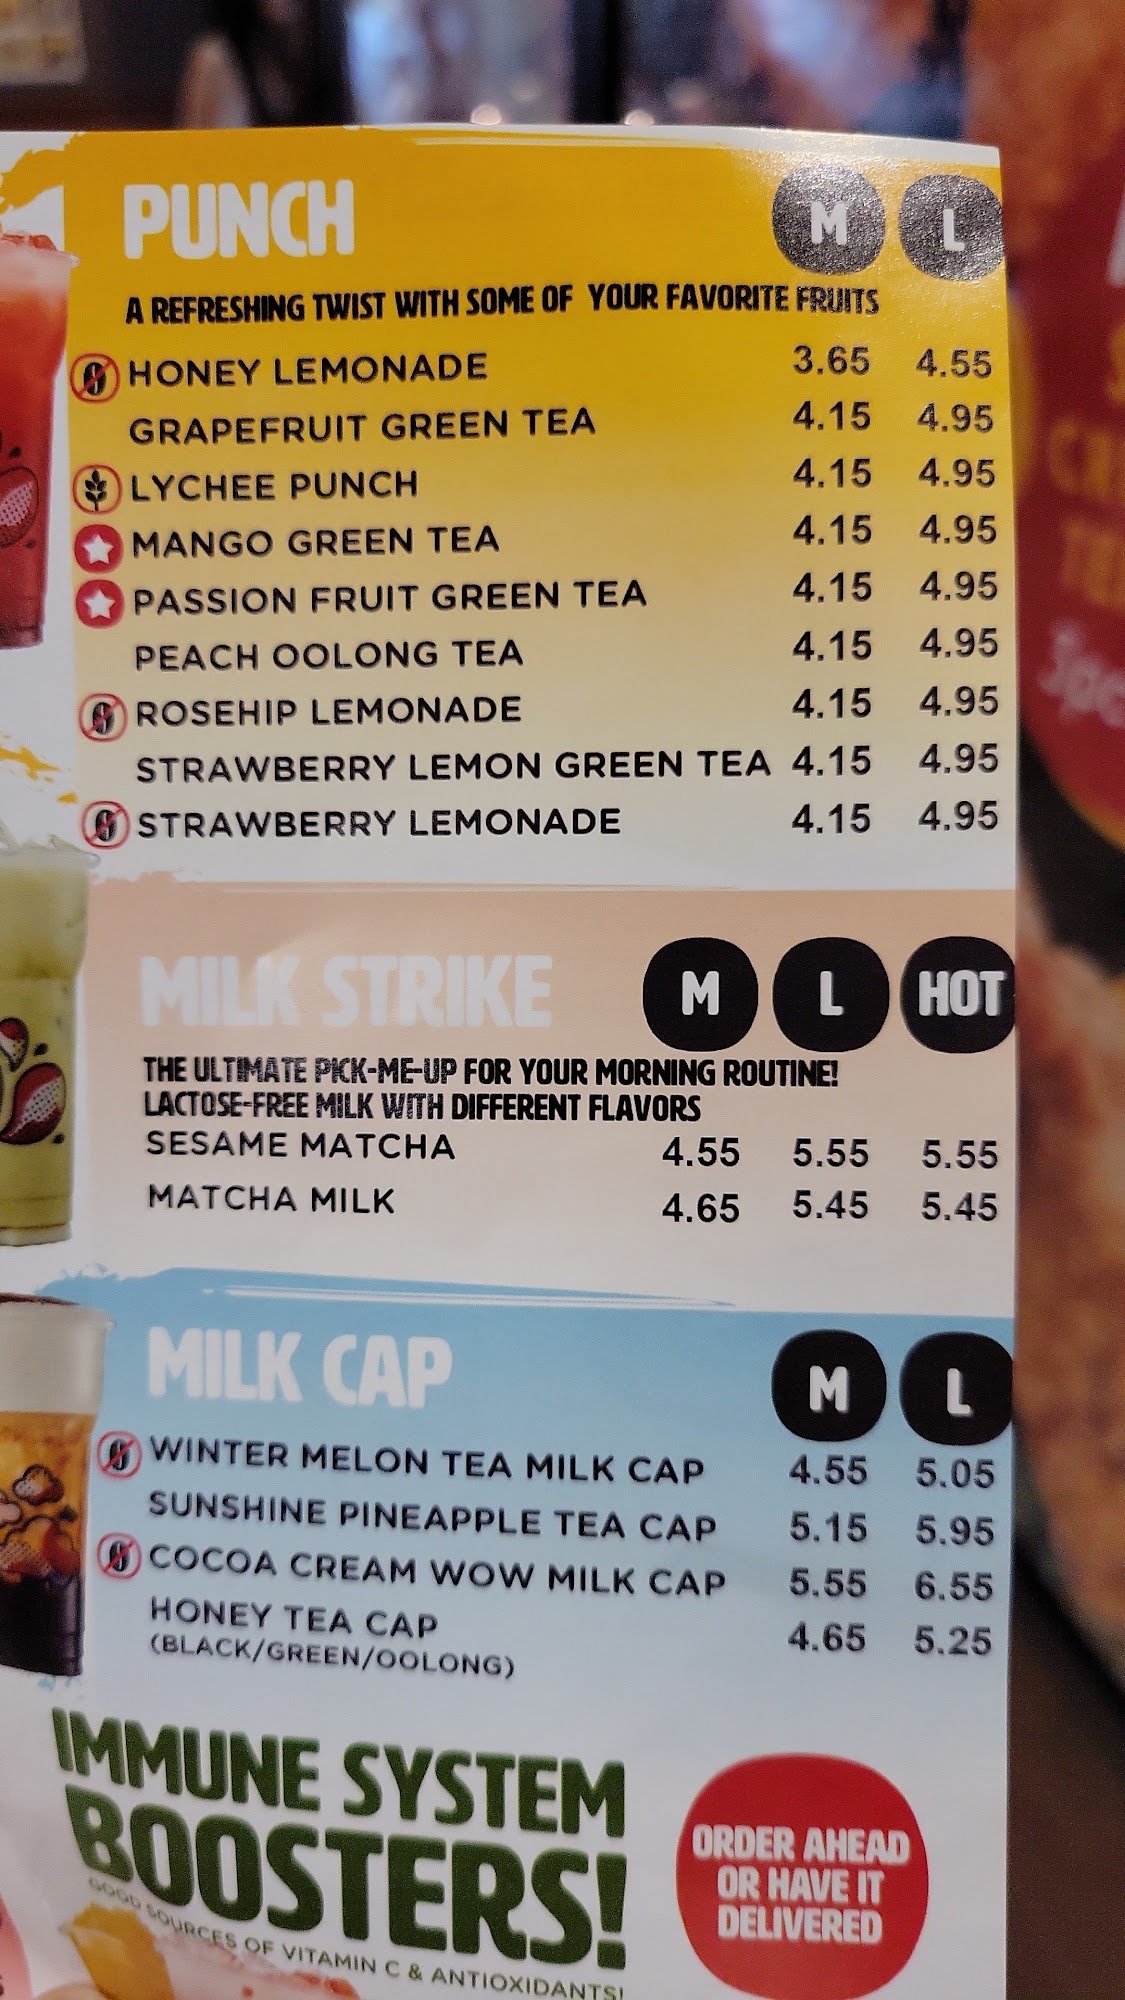 PUNCH M L
A REFRESHING TWIST WITH SOME OF YOUR FAVORITE FRUITS
HONEY LEMONADE 3.65 4.55
GRAPEFRUIT GREEN TEA 4.15 4.95
LYCHEE PUNCH 4.15 4.95
MANGO GREEN TEA 4.15 4.95
PASSION FRUIT GREEN TEA 4.15 4.95
PEACH OOLONG TEA 4.15 4.95
ROSEHIP LEMONADE 4.15 4.95
STRAWBERRY LEMON GREEN TEA 4.15 4.95
STRAWBERRY LEMONADE 4.15 4.95
MILK STRIKE M L HOT
THE ULTIMATE PICK-ME-UP FOR YOUR MORNING ROUTINE!
LACTOSE-FREE MILK WITH DIFFERENT FLAVORS
SESAME MATCHA 4.55 5.55 5.55
MATCHA MILK 4.65 5.45 5.45
MILK CAP M L
WINTER MELON TEA MILK CAP 4.55 5.05
SUNSHINE PINEAPPLE TEA CAP 5.15 5.95
COCOA CREAM WOW MILK CAP 5.55 6.55
HONEY TEA CAP 4.65 5.25
(BLACK/GREEN/OOLONG)
IMMUNE SYSTEM
BOOSTERS!
GOOD SOURCES OF VITAMIN C & ANTIOXIDANTS!
ORDER AHEAD
OR HAVE IT
DELIVERED